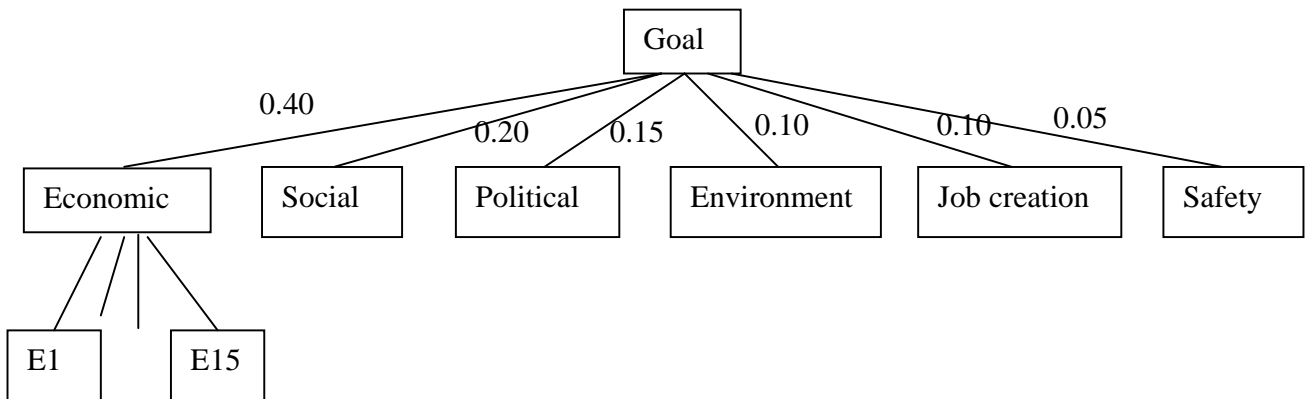 Goal
0.40
0.20
0.15
0.10
0.10
0.05
Economic
Social
Political
Environment
Job creation
Safety
E1
E15